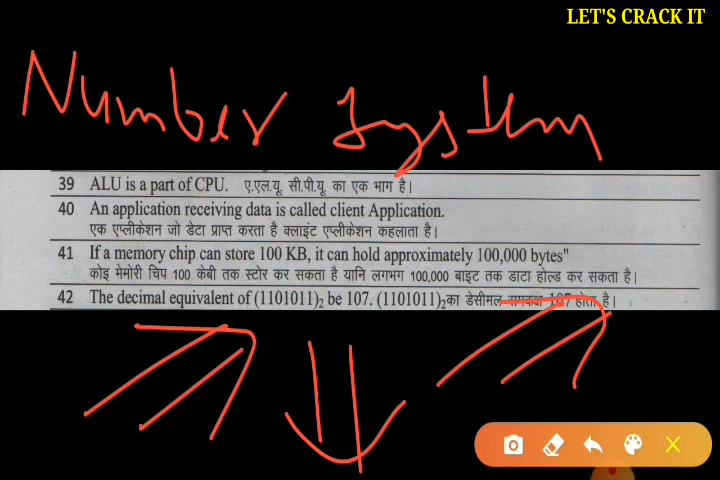 LET'S CRACK IT
Number System
39 ALU is a part of CPU. ए.एल.यू. सी.पी.यू. का एक भाग है।
40 An application receiving data is called client Application.
एक एप्लीकेशन जो डेटा प्राप्त करता है क्लाइंट एप्लीकेशन कहलाता है।
41 If a memory chip can store 100 KB, it can hold approximately 100,000 bytes"
कोइ मेमोरी चिप 100 केबी तक स्टोर कर सकता है यानि लगभग 100,000 बाइट तक डाटा होल्ड कर सकता है।
42 The decimal equivalent of (1101011)₂ be 107. (1101011)₂का डेसीमल समकक्ष 107 होता है।